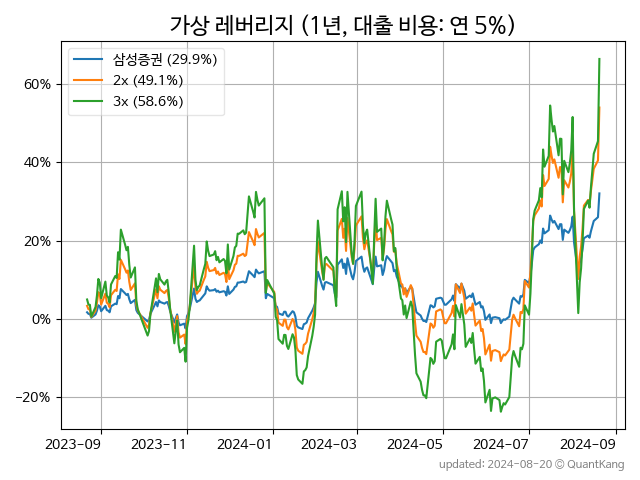 가상 레버리지 (1년, 대출 비용: 연 5%)
삼성증권 (29.9%)
2x (49.1%)
3x (58.6%)
60%
40%
20%
0%
−20%
2023-09 2023-11 2024-01 2024-03 2024-05 2024-07 2024-09
updated: 2024-08-20 © QuantKang